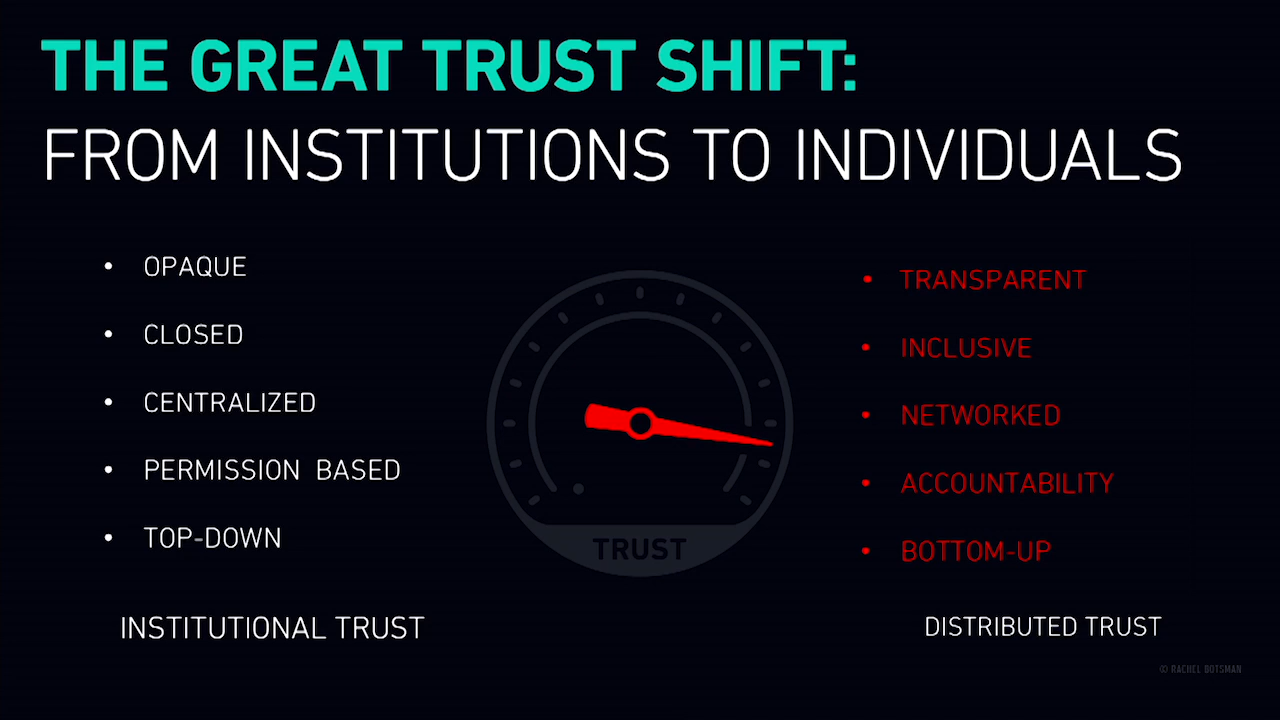 THE GREAT TRUST SHIFT:
FROM INSTITUTIONS TO INDIVIDUALS
• OPAQUE
• CLOSED
• CENTRALIZED
• PERMISSION BASED
• TOP-DOWN
INSTITUTIONAL TRUST
TRUST
• TRANSPARENT
• INCLUSIVE
• NETWORKED
• ACCOUNTABILITY
• BOTTOM-UP
DISTRIBUTED TRUST
© RACHEL BOTSMAN